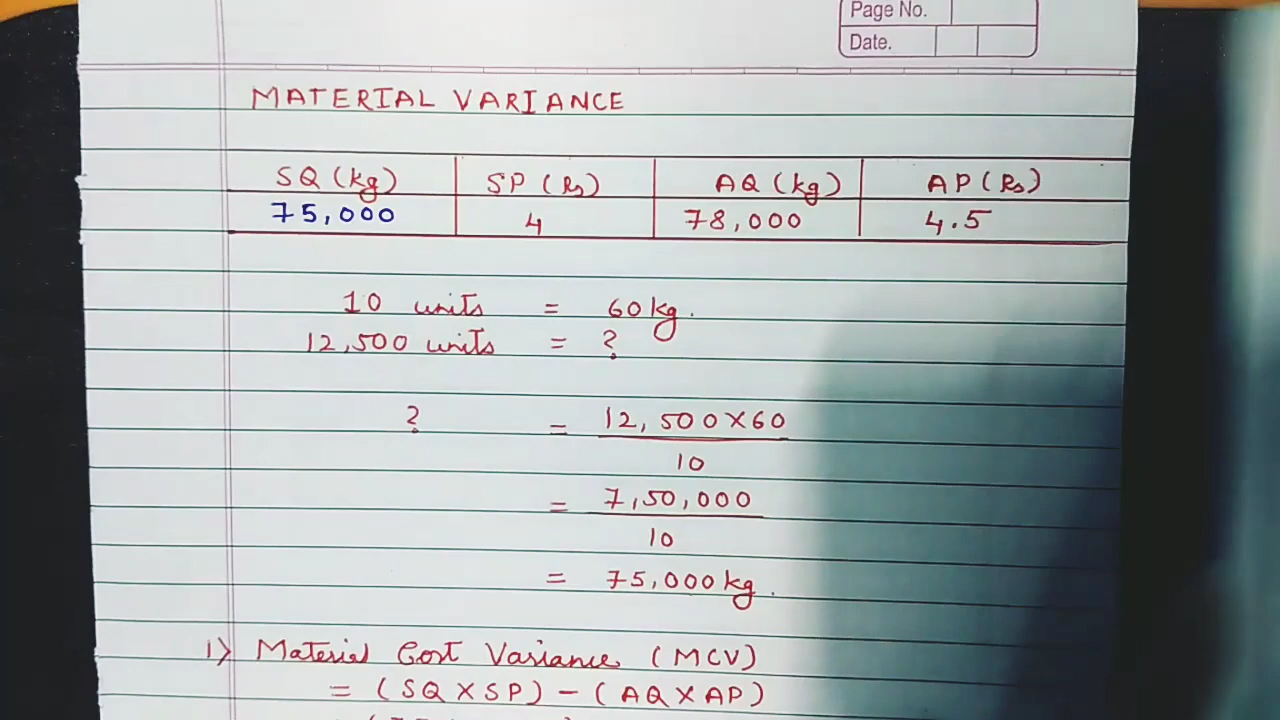 Page No.
Date.
MATERIAL VARIANCE
SQ (kg) SP (Rs) AQ (kg) AP (Rs)
75,000 4 78,000 4.5
10 units = 60 kg.
12,500 units = ?
? = 12,500 X 60
10
= 7,50,000
10
= 75,000 kg.
1) Material Cost Variance (MCV)
= (SQ X SP) - (AQ X AP)